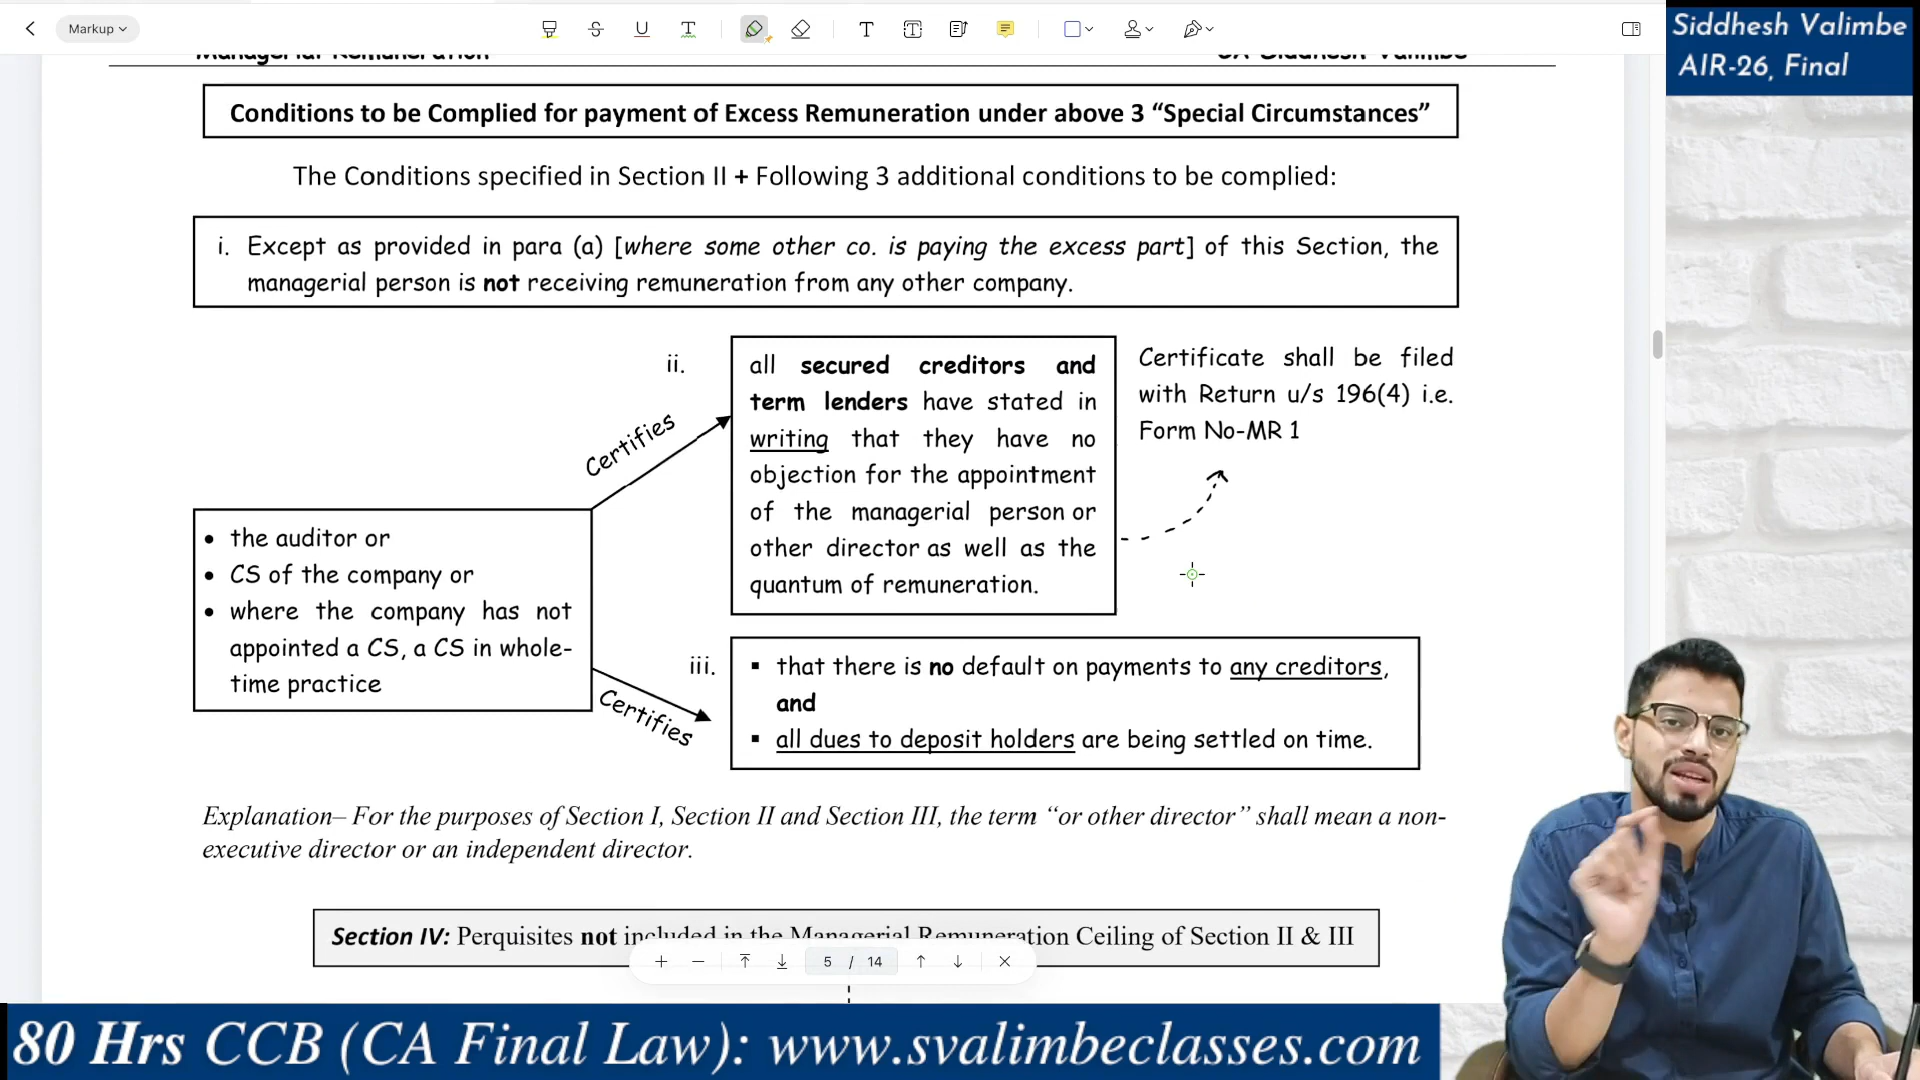 Markup
Siddhesh Valimbe
AIR-26, Final
Managerial Remuneration
CA Siddhesh Valimbe
Conditions to be Complied for payment of Excess Remuneration under above 3 “Special Circumstances”
The Conditions specified in Section II + Following 3 additional conditions to be complied:
i. Except as provided in para (a) [where some other co. is paying the excess part] of this Section, the
managerial person is not receiving remuneration from any other company.
ii.
all secured creditors and
term lenders have stated in
writing that they have no
objection for the appointment
of the managerial person or
other director as well as the
quantum of remuneration.
Certificate shall be filed
with Return u/s 196(4) i.e.
Form No-MR 1
Certifies
• the auditor or
• CS of the company or
• where the company has not
appointed a CS, a CS in whole-
time practice
Certifies
iii.
▪ that there is no default on payments to any creditors,
and
▪ all dues to deposit holders are being settled on time.
Explanation– For the purposes of Section I, Section II and Section III, the term “or other director” shall mean a non-
executive director or an independent director.
Section IV: Perquisites not included in the Managerial Remuneration Ceiling of Section II & III
5 / 14
80 Hrs CCB (CA Final Law): www.svalimbeclasses.com